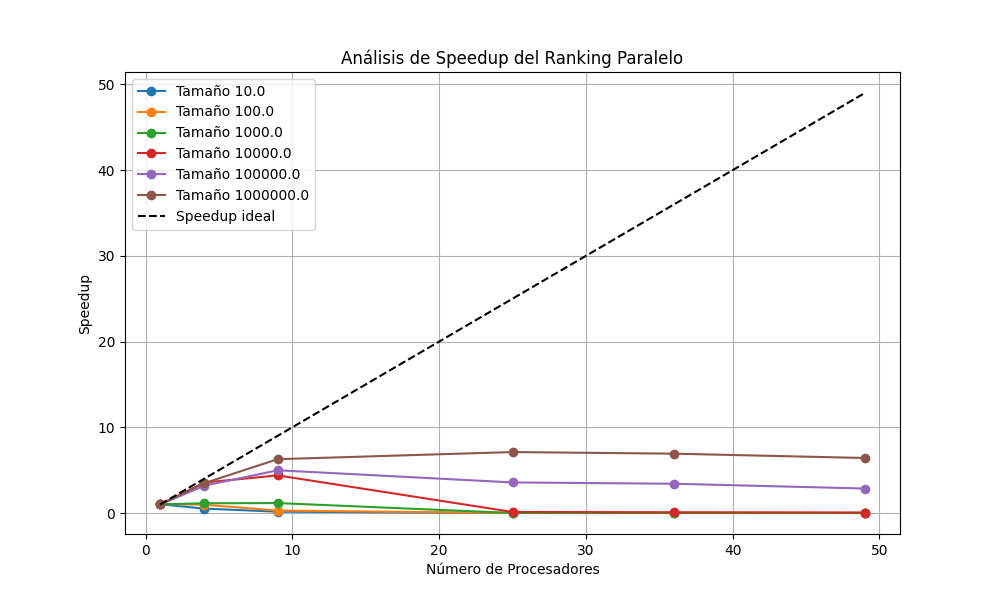 Análisis de Speedup del Ranking Paralelo
50
40
30
20
10
0
Speedup
Tamaño 10.0
Tamaño 100.0
Tamaño 1000.0
Tamaño 10000.0
Tamaño 100000.0
Tamaño 1000000.0
Speedup ideal
0 10 20 30 40 50
Número de Procesadores